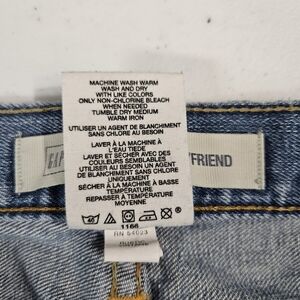 MACHINE WASH WARM
WASH AND DRY
WITH LIKE COLORS
ONLY NON-CHLORINE BLEACH
WHEN NEEDED
TUMBLE DRY MEDIUM
WARM IRON
UTILISER UN AGENT DE BLANCHIMENT
SANS CHLORE AU BESOIN
LAVER À LA MACHINE À
L'EAU TIEDE
LAVER ET SÉCHER AVEC DES
COULEURS SEMBLABLES
UTILISER UN AGENT DE BLANCHIMENT
SANS CHLORE AU BESOIN
SÉCHER À LA MACHINE A BASSE
TEMPÉRATURE
REPASSER À TEMPÉRATURE
MOYENNE
1166
RN 54023
GAP
FRIEND